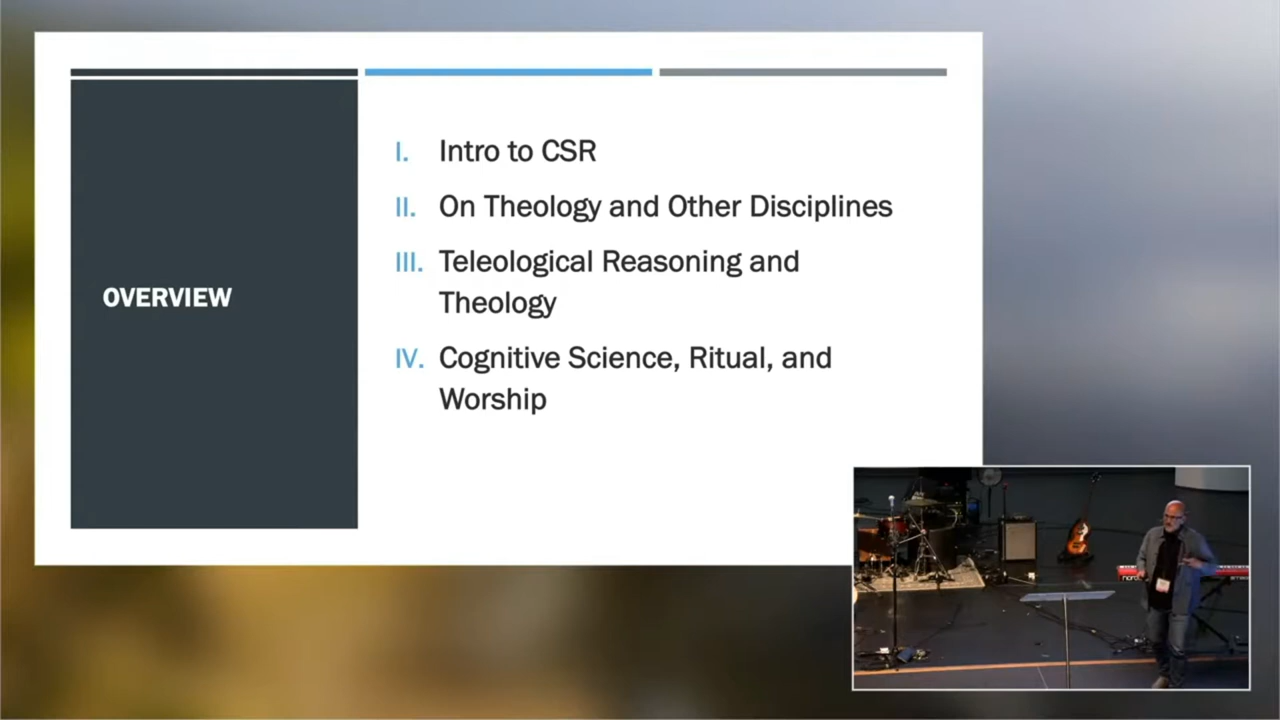 OVERVIEW
I. Intro to CSR
II. On Theology and Other Disciplines
III. Teleological Reasoning and
Theology
IV. Cognitive Science, Ritual, and
Worship
nord